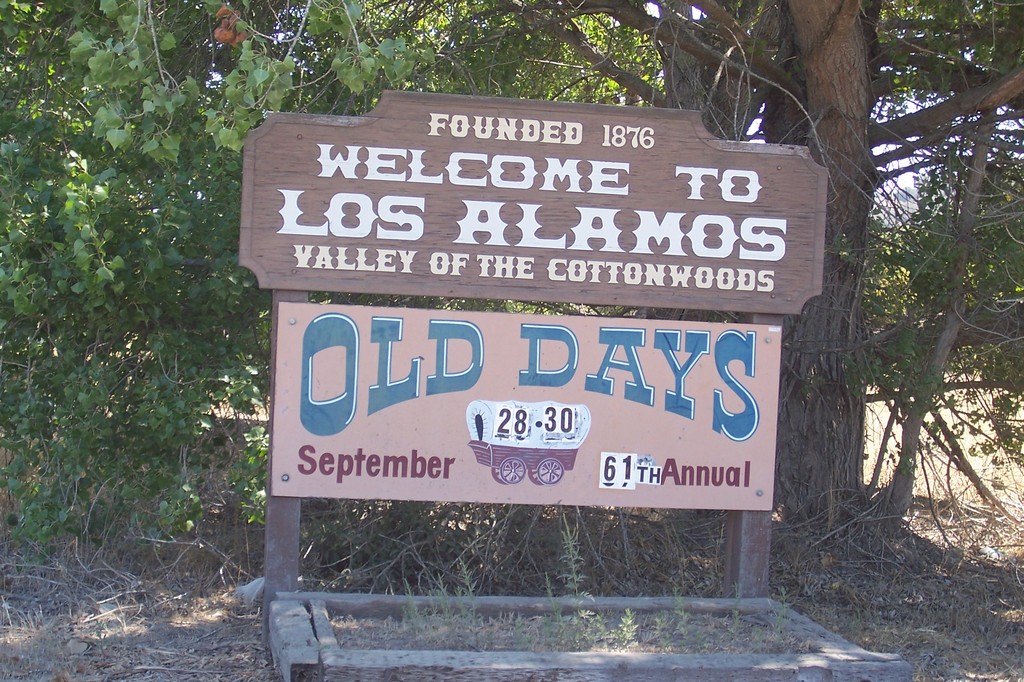 FOUNDED 1876
WELCOME TO
LOS ALAMOS
VALLEY OF THE COTTONWOODS
OLD DAYS
28.30
September 61TH Annual